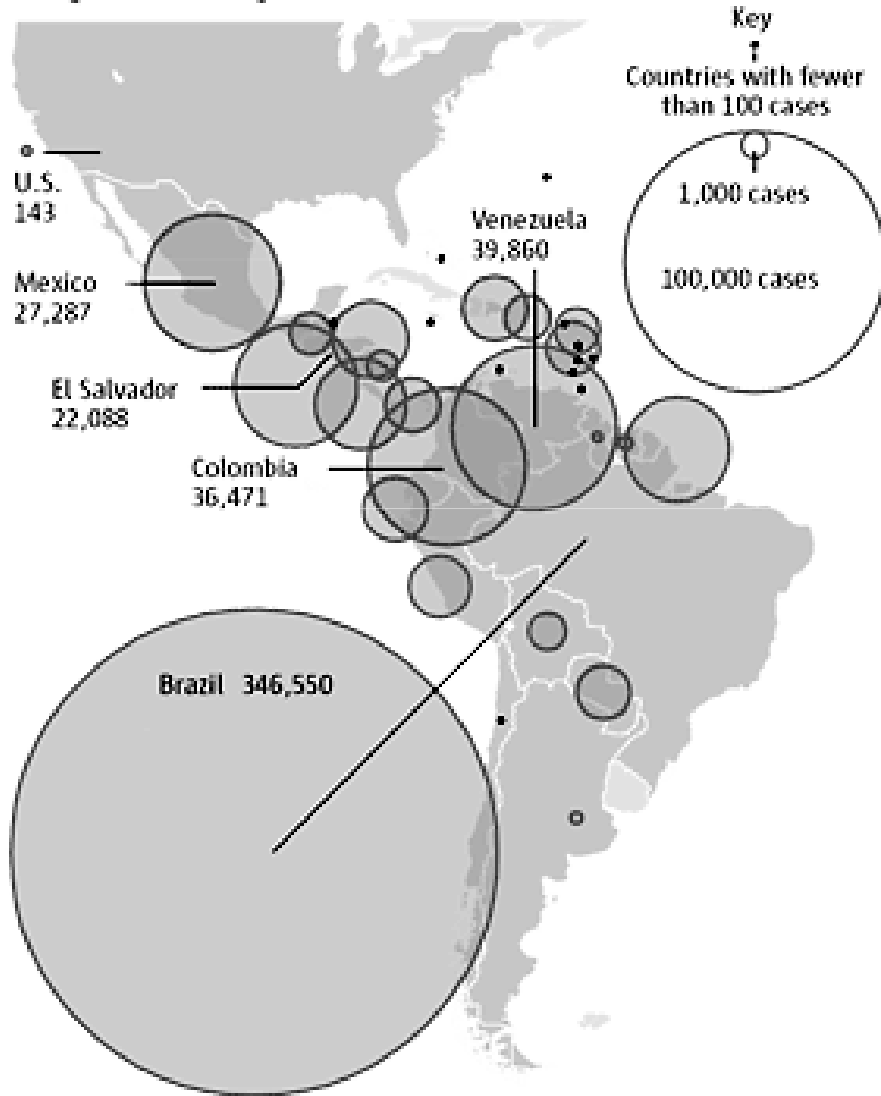 Key
Countries with fewer
than 100 cases
1,000 cases
100,000 cases
U.S.
143
Venezuela
39,860
Mexico
27,287
El Salvador
22,088
Colombia
36,471
Brazil 346,550